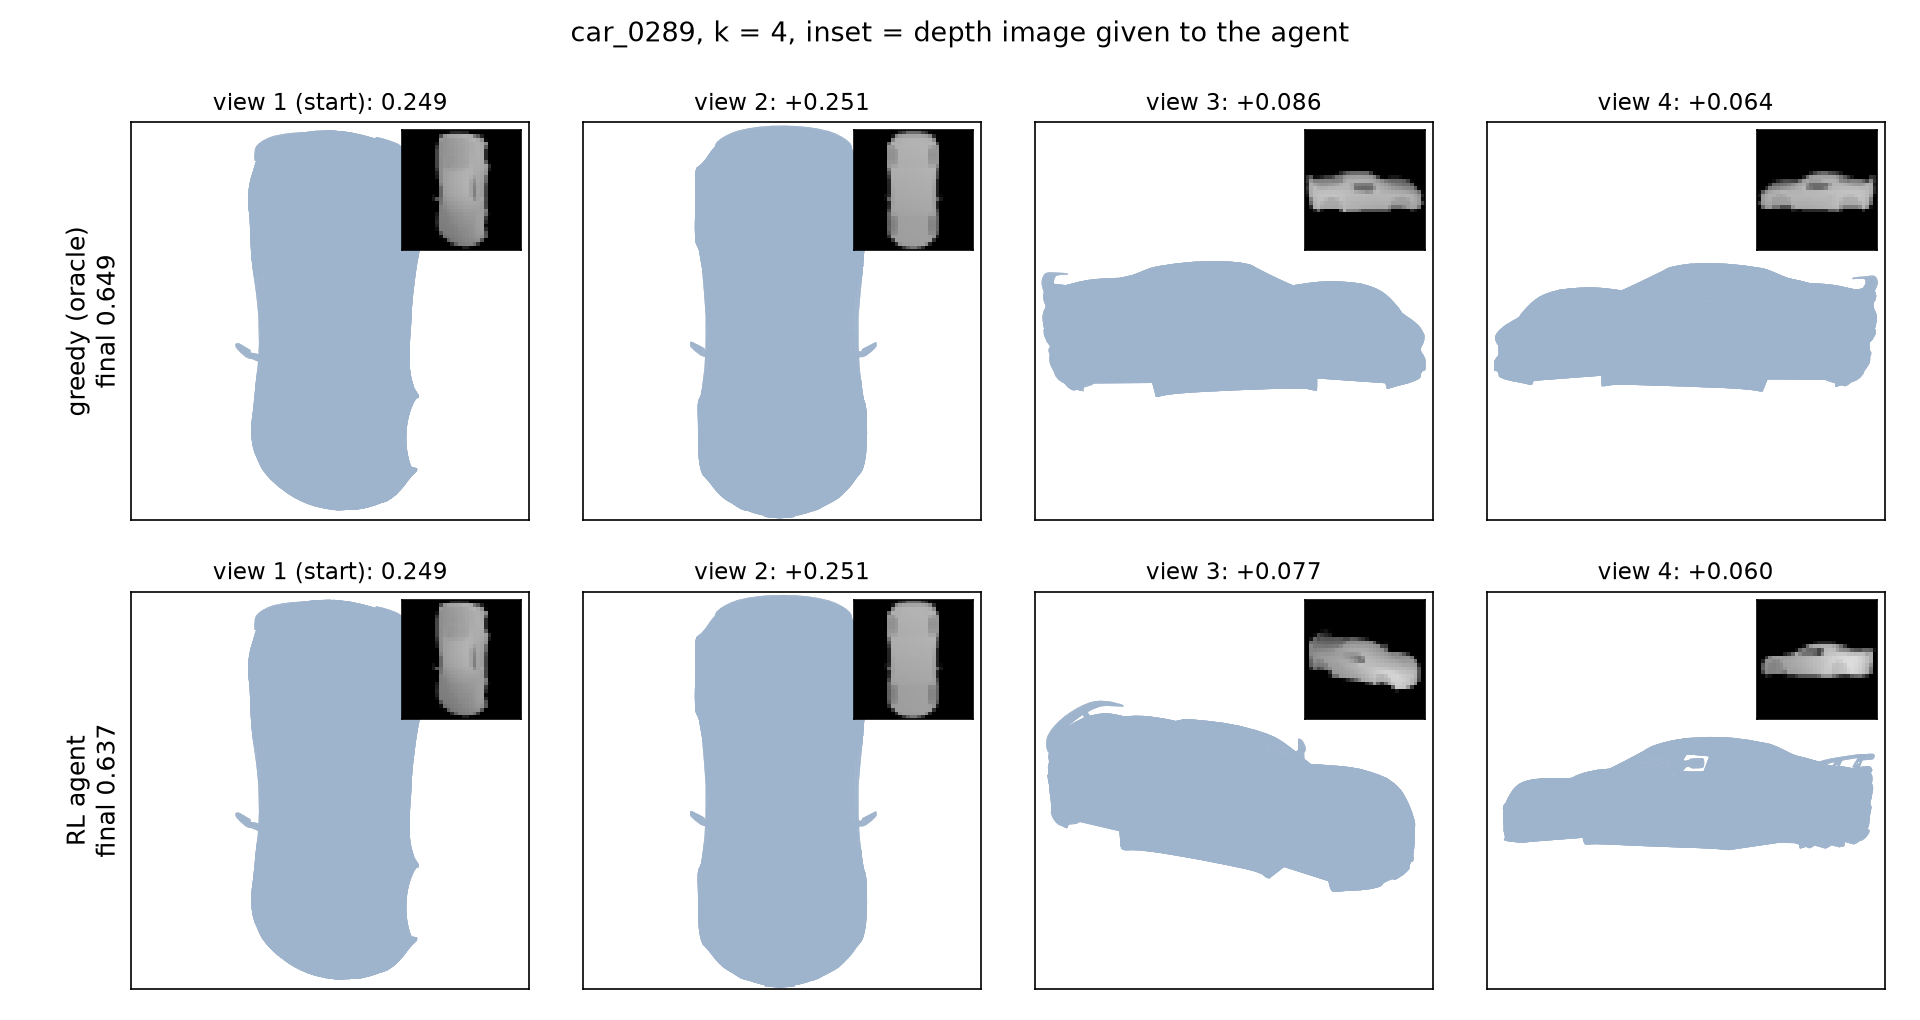 car_0289, k = 4, inset = depth image given to the agent
view 1 (start): 0.249
view 2: +0.251
view 3: +0.086
view 4: +0.064
greedy (oracle)
final 0.649
view 1 (start): 0.249
view 2: +0.251
view 3: +0.077
view 4: +0.060
RL agent
final 0.637